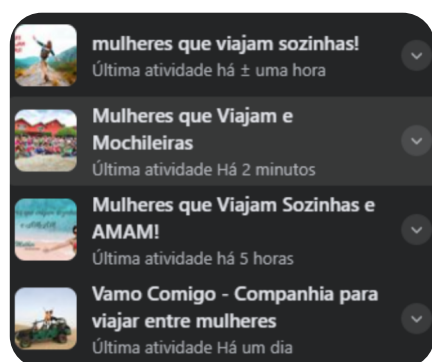 mulheres que viajam sozinhas!
Última atividade há ± uma hora
Mulheres que Viajam e
Mochileiras
Última atividade Há 2 minutos
Mulheres que Viajam Sozinhas e
AMAM!
Última atividade há 5 horas
Vamo Comigo - Companhia para
viajar entre mulheres
Última atividade Há um dia